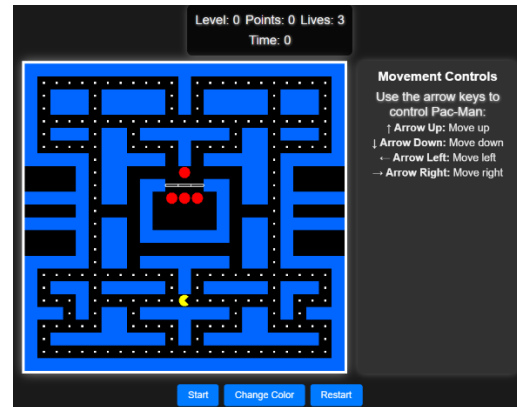 Level: 0 Points: 0 Lives: 3
Time: 0
Movement Controls
Use the arrow keys to
control Pac-Man:
↑ Arrow Up: Move up
↓ Arrow Down: Move down
← Arrow Left: Move left
→ Arrow Right: Move right
Start
Change Color
Restart